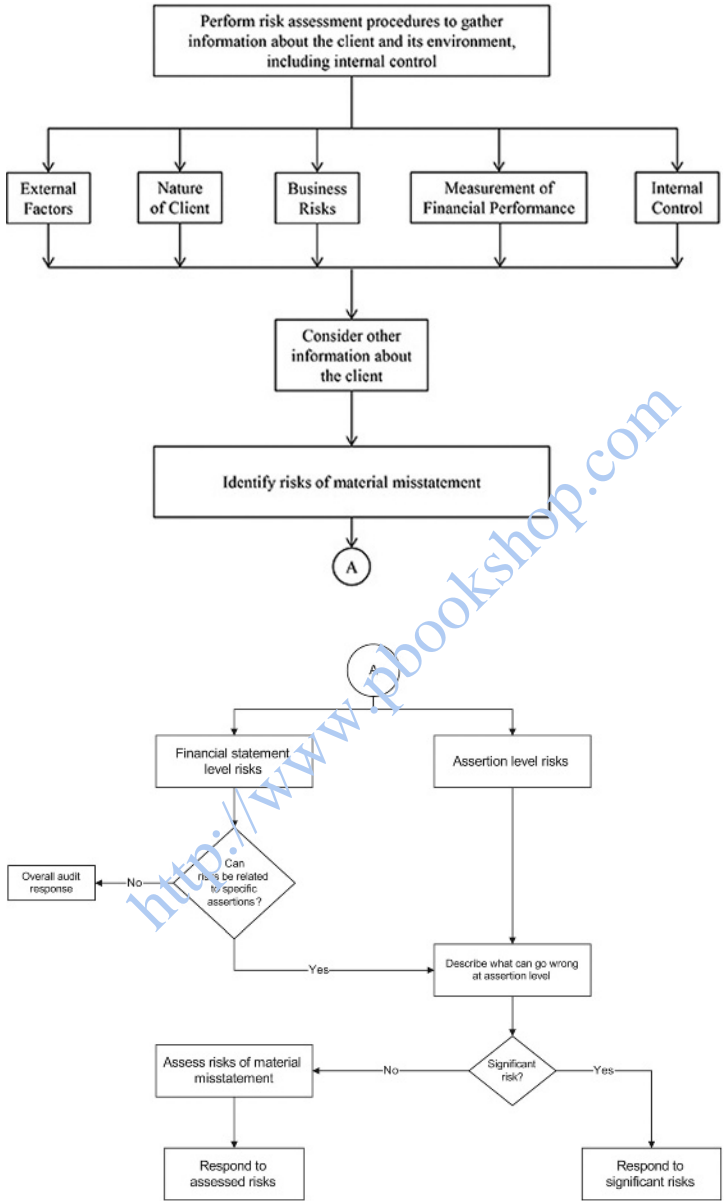 Perform risk assessment procedures to gather
information about the client and its environment,
including internal control
External
Factors
Nature
of Client
Business
Risks
Measurement of
Financial Performance
Internal
Control
Consider other
information about
the client
Identify risks of material misstatement
A
http://www.pbookshop.com
A
Financial statement
level risks
Assertion level risks
Can
risks be related
to specific
assertions?
No
Overall audit
response
Yes
Describe what can go wrong
at assertion level
Significant
risk?
No
Yes
Assess risks of material
misstatement
Respond to
assessed risks
Respond to
significant risks